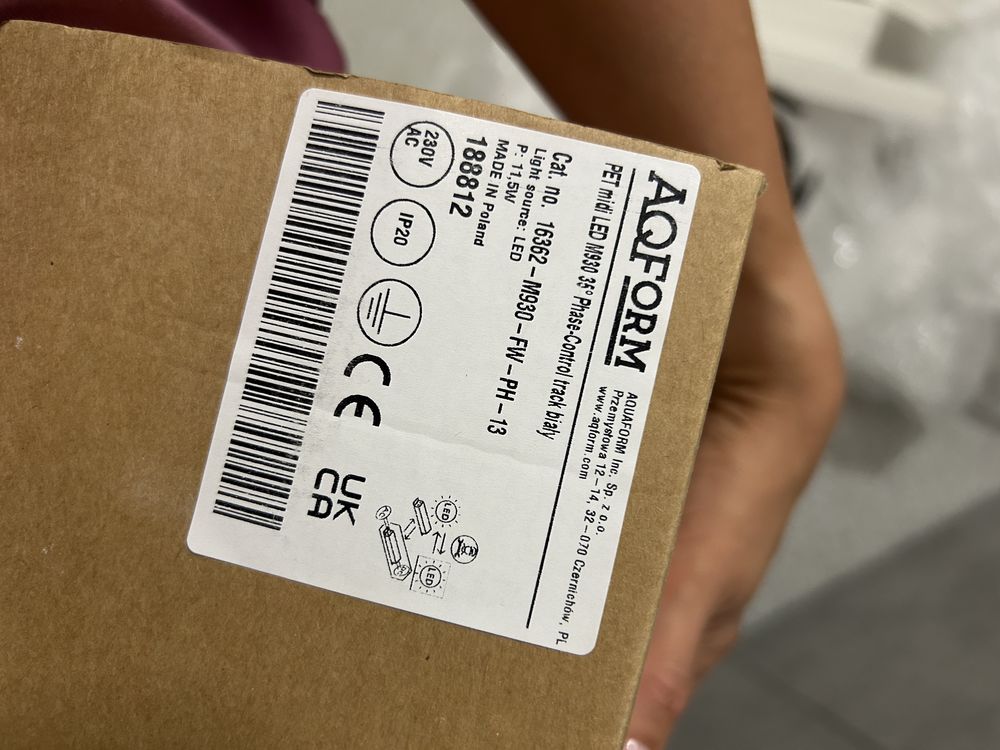 AQFORM
AQUAFORM Inc. Sp. z o.o.
Przemysłowa 12-14, 32-070 Czernichów, PL
www.aqform.com
PET midi LED M930 36° Phase-Control track biały
Cat. no. 16362-M930-FW-PH-13
Light source: LED
P: 11,5W
MADE IN Poland
188812
230V
AC
IP20
CE
UK
CA
LED
LED